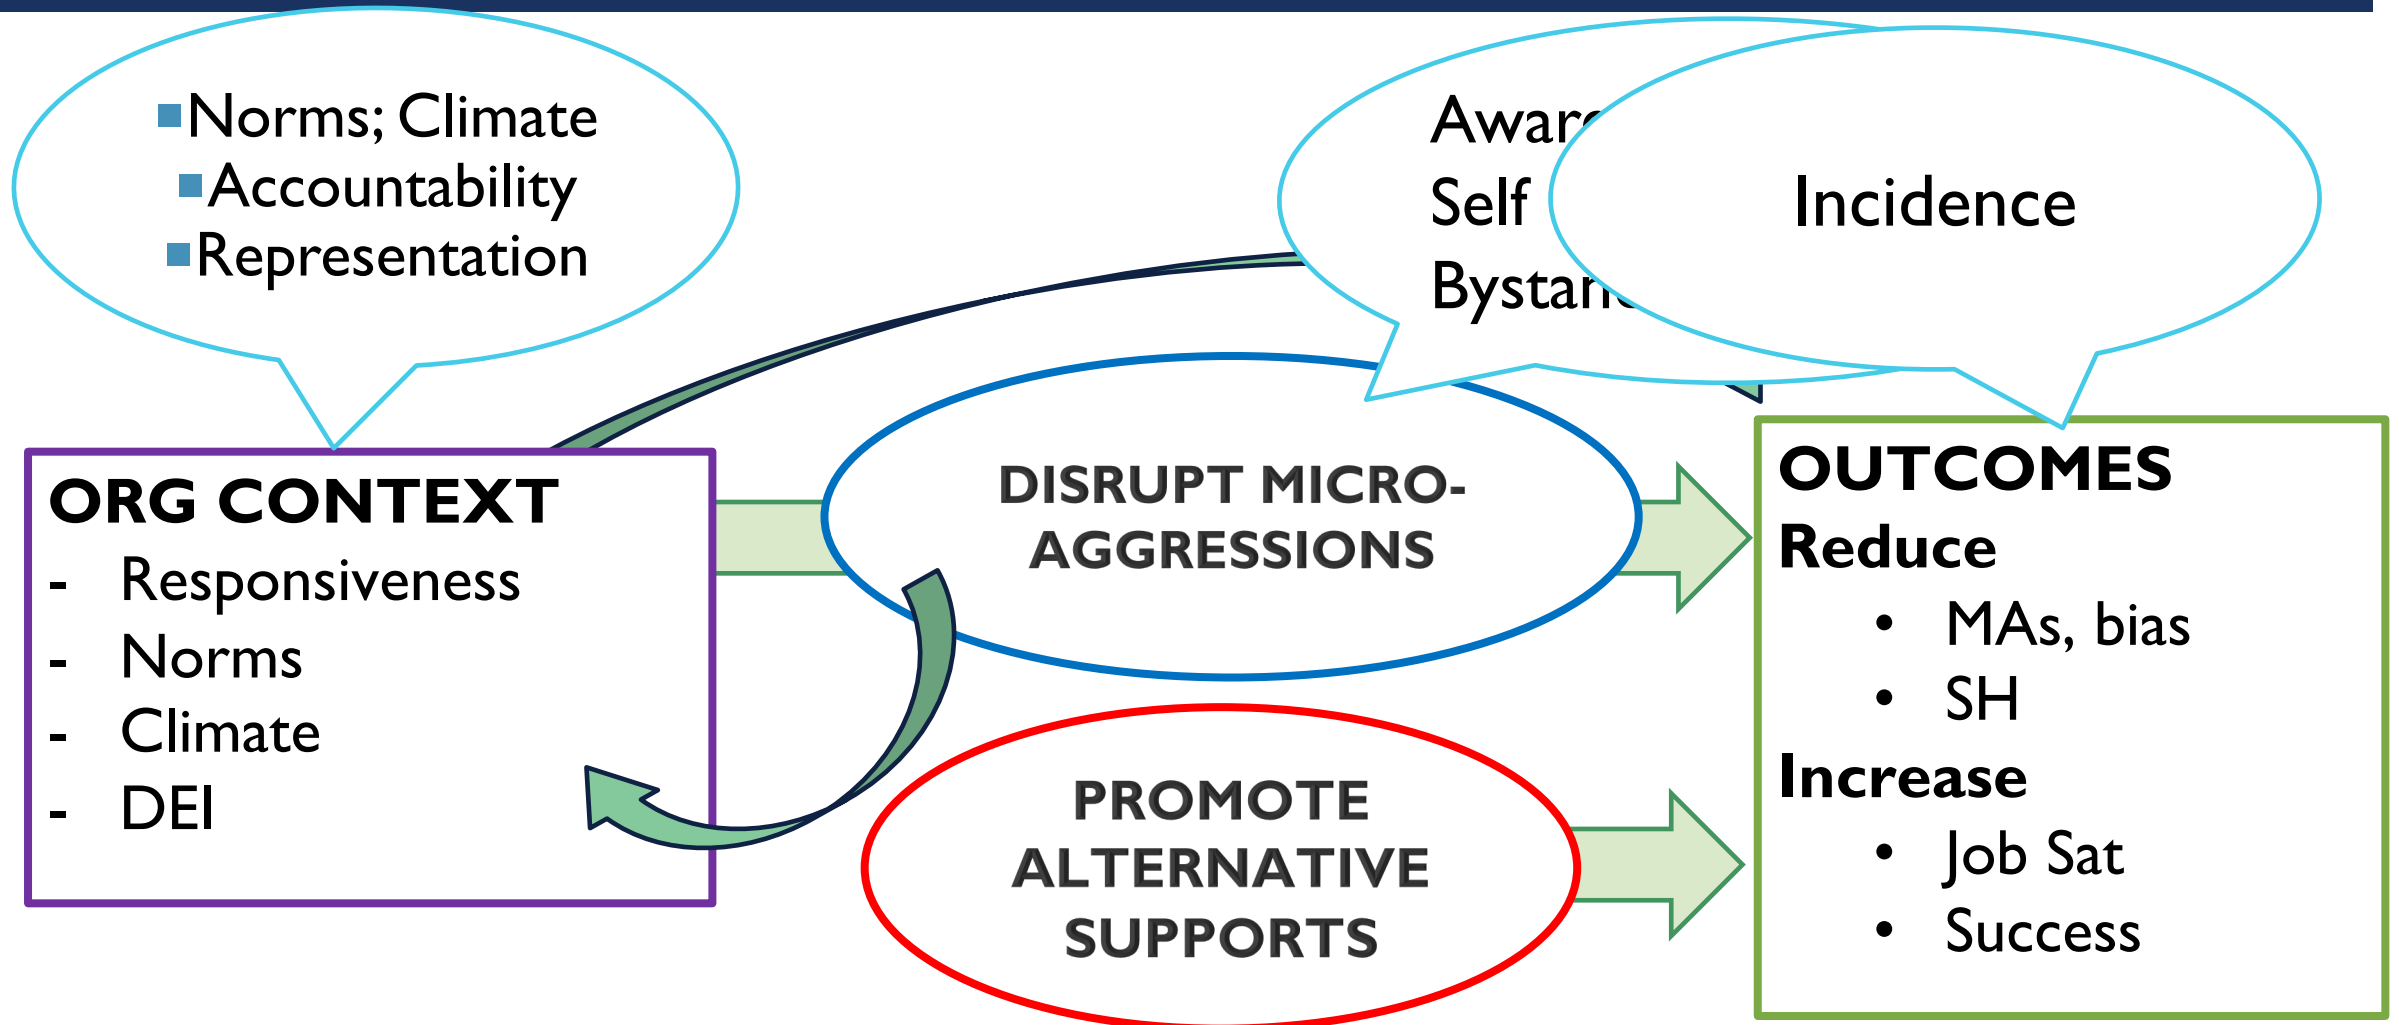 ■Norms; Climate
■Accountability
■Representation
Self
Incidence
ORG CONTEXT
- Responsiveness
- Norms
- Climate
- DEI
DISRUPT MICRO-
AGGRESSIONS
PROMOTE
ALTERNATIVE
SUPPORTS
OUTCOMES
Reduce
• MAs, bias
• SH
Increase
• Job Sat
• Success